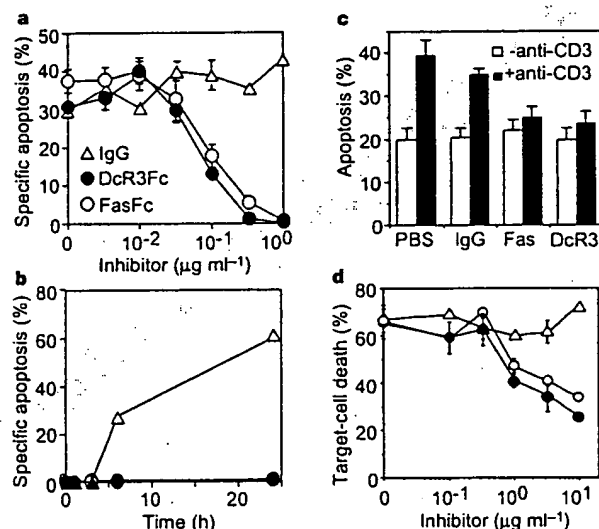 a
Specific apoptosis (%)
50
40
30
20
10
0
△ IgG
● DcR3Fc
○ FasFc
0 10⁻² 10⁻¹ 10⁰
Inhibitor (μg ml⁻¹)
b
Specific apoptosis (%)
80
60
40
20
0
0 10 20
Time (h)
c
Apoptosis (%)
40
30
20
10
0
-anti-CD3
+anti-CD3
PBS IgG Fas DcR3
d
Target-cell death (%)
80
60
40
20
0
0 10⁻¹ 10⁰ 10¹
Inhibitor (μg ml⁻¹)